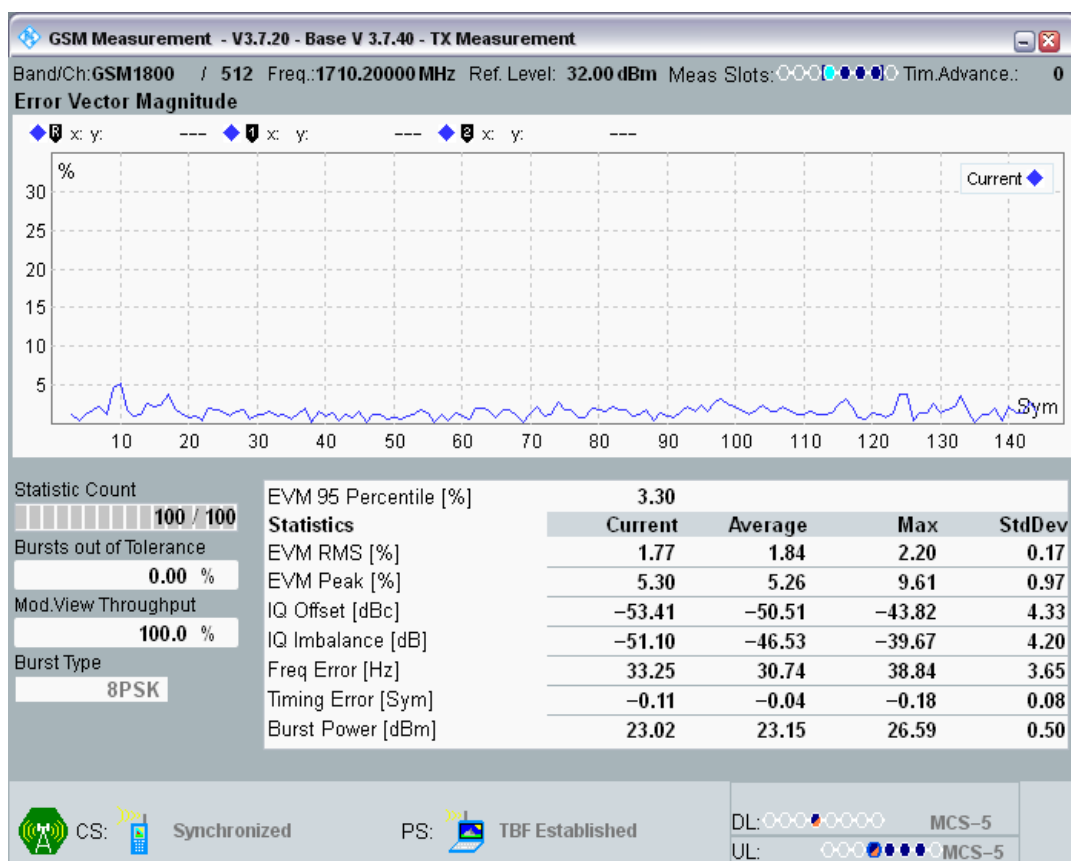 GSM Measurement - V3.7.20 - Base V 3.7.40 - TX Measurement
Band/Ch:GSM1800 / 512 Freq.:1710.20000MHz Ref. Level: 32.00dBm Meas Slots: Tim.Advance.: 0
Error Vector Magnitude
R x: y: --- 1 x: y: --- 2 x: y: ---
%
Current
30
25
20
15
10
5
Sym
10 20 30 40 50 60 70 80 90 100 110 120 130 140
Statistic Count
100 / 100
Bursts out of Tolerance
0.00 %
Mod.View Throughput
100.0 %
Burst Type
8PSK
EVM 95 Percentile [%] 3.30
Statistics Current Average Max StdDev
EVM RMS [%] 1.77 1.84 2.20 0.17
EVM Peak [%] 5.30 5.26 9.61 0.97
IQ Offset [dBc] −53.41 −50.51 −43.82 4.33
IQ Imbalance [dB] −51.10 −46.53 −39.67 4.20
Freq Error [Hz] 33.25 30.74 38.84 3.65
Timing Error [Sym] −0.11 −0.04 −0.18 0.08
Burst Power [dBm] 23.02 23.15 26.59 0.50
CS: Synchronized PS: TBF Established
DL: MCS−5
UL: MCS−5